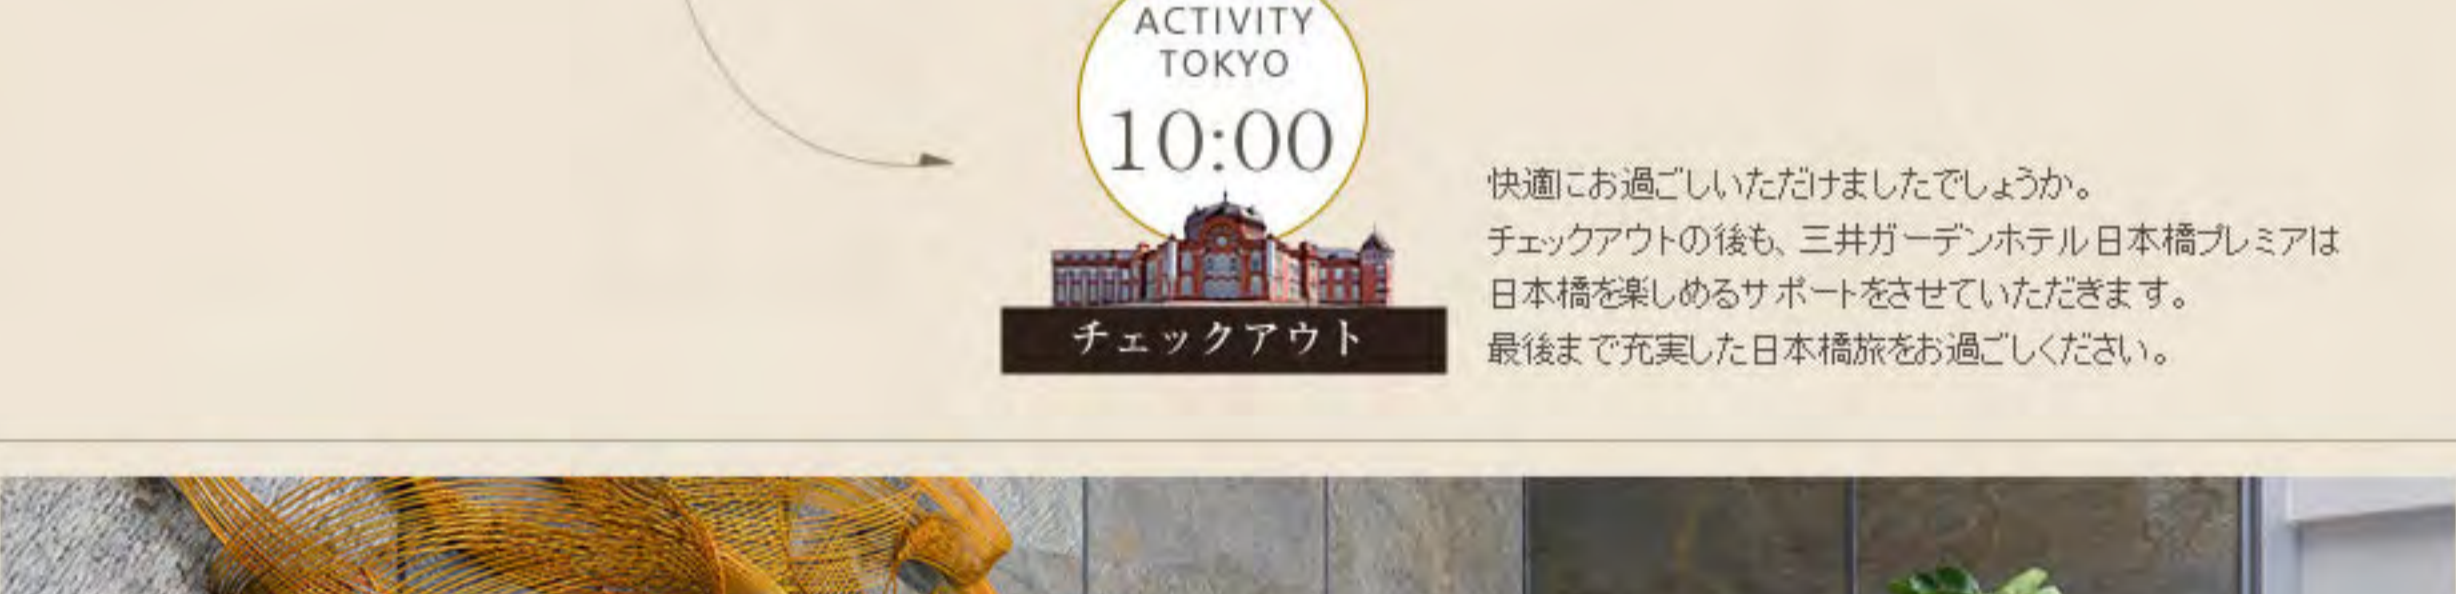 ACTIVITY
TOKYO
10:00
チェックアウト
快適にお過ごしいただけましたでしょうか。
チェックアウトの後も、三井ガーデンホテル日本橋プレミアは
日本橋を楽しめるサポートをさせていただきます。
最後まで充実した日本橋旅をお過ごしください。